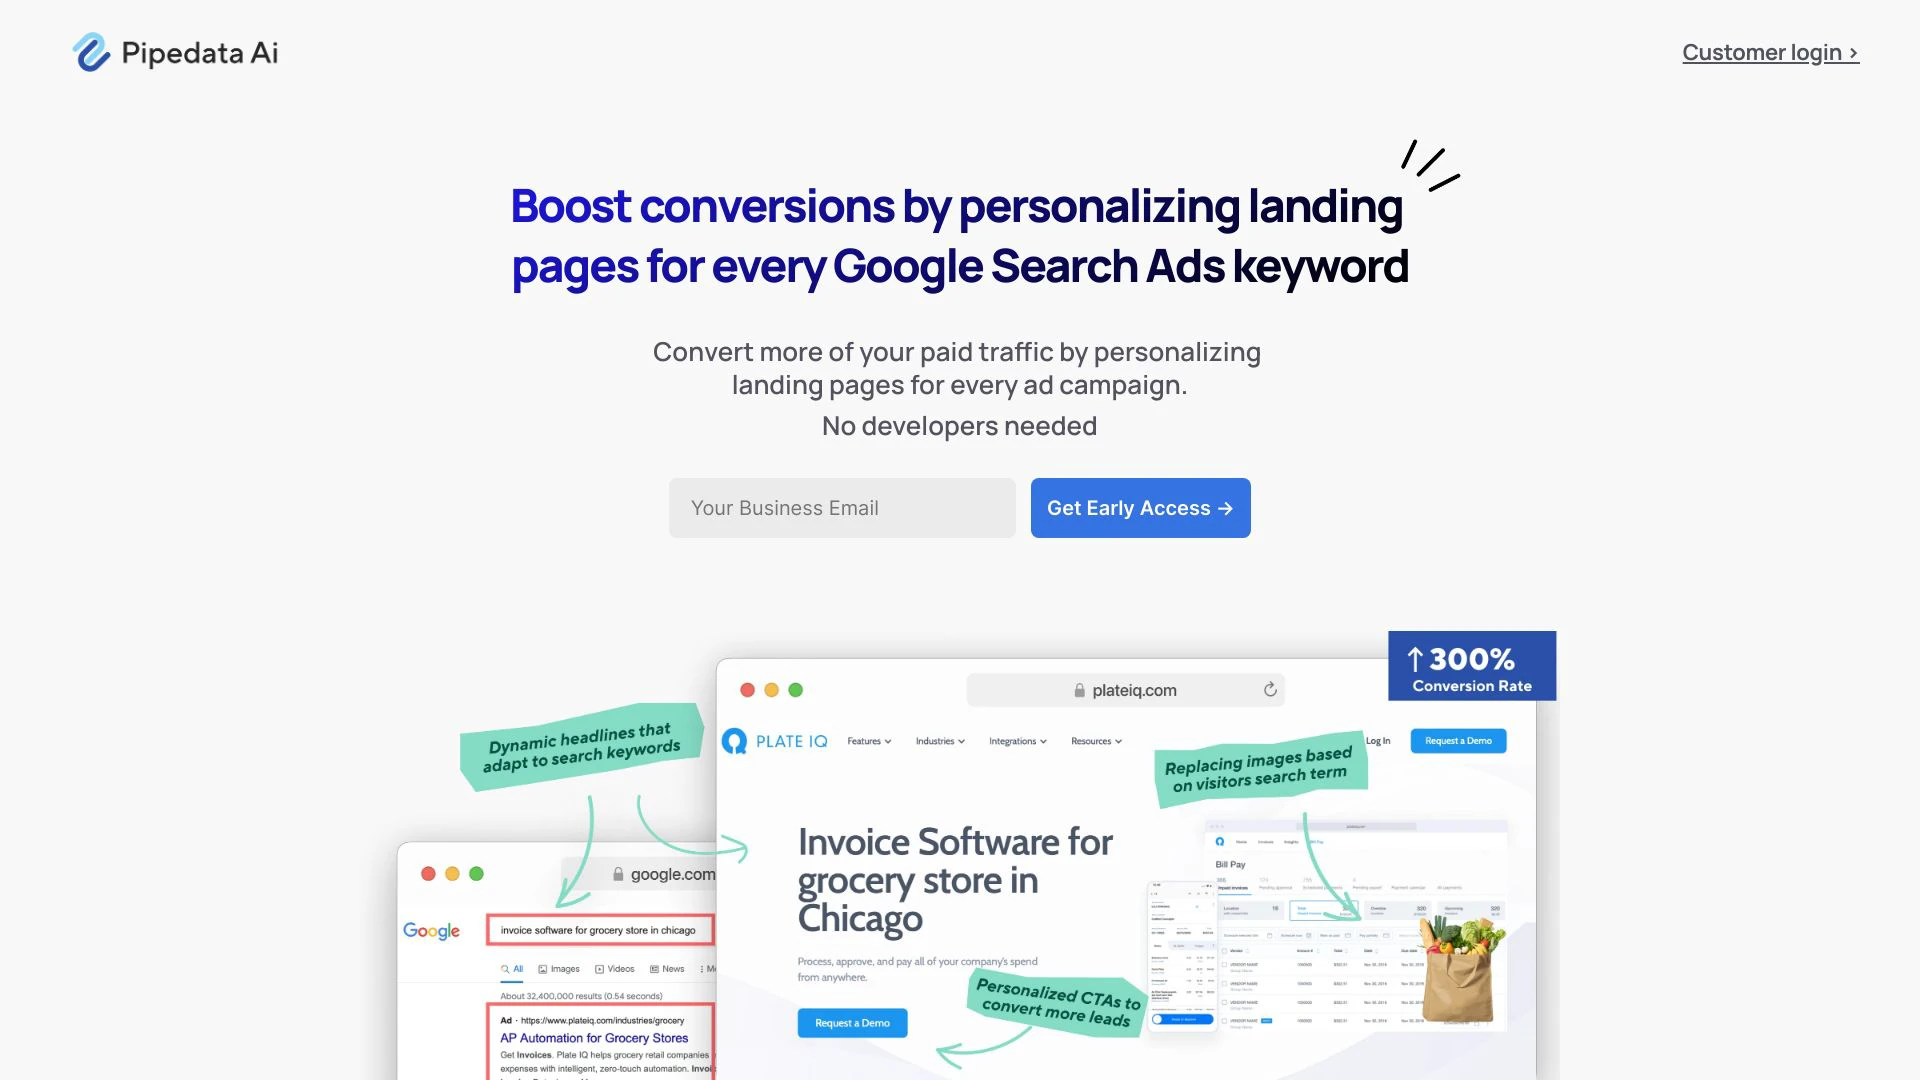 Pipedata Ai
Customer login >
Boost conversions by personalizing landing
pages for every Google Search Ads keyword
Convert more of your paid traffic by personalizing
landing pages for every ad campaign.
No developers needed
Your Business Email
Get Early Access →
↑ 300%
Conversion Rate
plateiq.com
Dynamic headlines that
adapt to search keywords
PLATE IQ
Features
Industries
Integrations
Resources
Log In
Request a Demo
Replacing images based
on visitors search term
Invoice Software for
grocery store in
Chicago
Process, approve, and pay all of your company's spend
from anywhere.
Request a Demo
Personalized CTAs to
convert more leads
Bill Pay
google.com
Google
invoice software for grocery store in chicago
All
Images
Videos
News
About 32,400,000 results (0.54 seconds)
Ad · https://www.plateiq.com/industries/grocery
AP Automation for Grocery Stores
Get Invoices. Plate IQ helps grocery retail companies
expenses with intelligent, zero-touch automation. Invoi